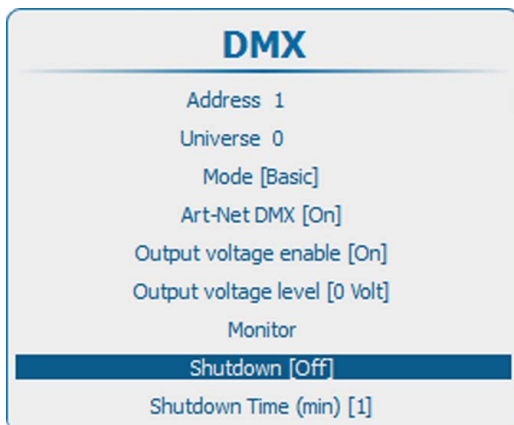 DMX
Address 1
Universe 0
Mode [Basic]
Art-Net DMX [On]
Output voltage enable [On]
Output voltage level [0 Volt]
Monitor
Shutdown [Off]
Shutdown Time (min) [1]